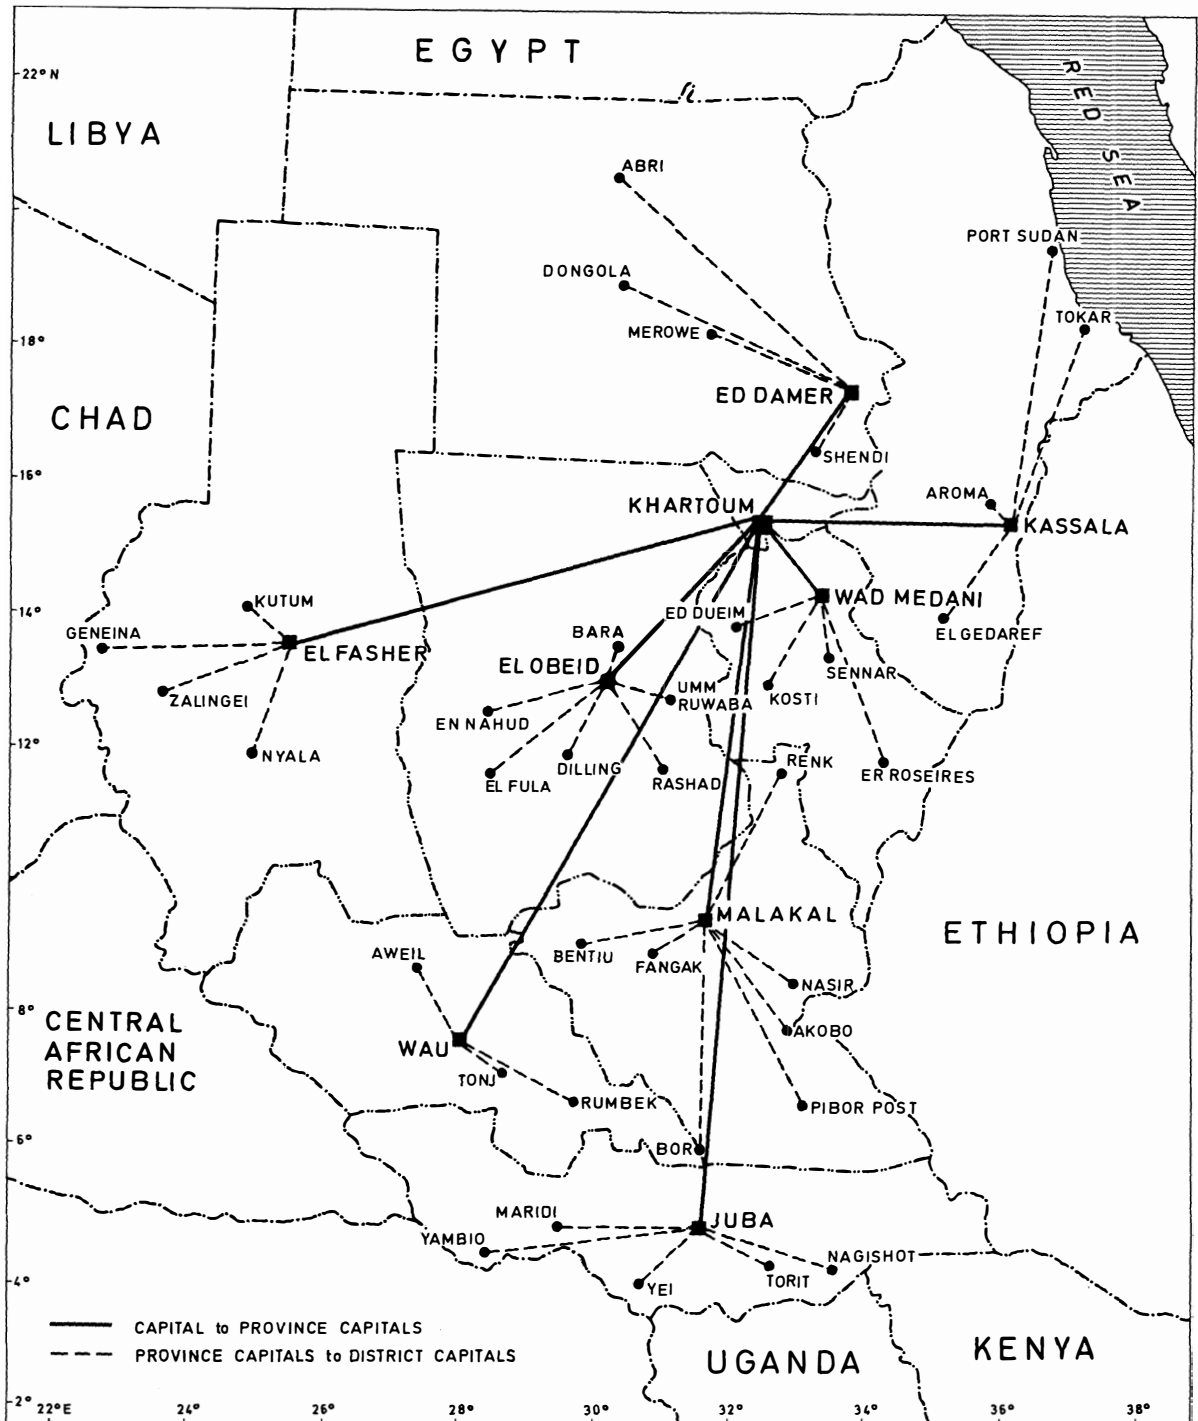 EGYPT
22°N
LIBYA
RED SEA
ABRI
PORT SUDAN
DONGOLA
TOKAR
MEROWE
18°
ED DAMER
CHAD
SHENDI
16°
AROMA
KHARTOUM
KASSALA
14°
KUTUM
ED DUEIM
WAD MEDANI
GENEINA
BARA
EL GEDAREF
EL FASHER
EL OBEID
SENNAR
ZALINGEI
UMM
RUWABA
KOSTI
EN NAHUD
12°
NYALA
DILLING
RENK
EL FULA
RASHAD
ER ROSEIRES
MALAKAL
ETHIOPIA
AWEIL
BENTIU
FANGAK
NASIR
8°
CENTRAL
AFRICAN
REPUBLIC
AKOBO
WAU
TONJ
RUMBEK
PIBOR POST
6°
BOR
MARIDI
JUBA
YAMBIO
NAGISHOT
4°
YEI
TORIT
CAPITAL to PROVINCE CAPITALS
PROVINCE CAPITALS to DISTRICT CAPITALS
UGANDA
KENYA
2°
22°E
24°
26°
28°
30°
32°
34°
36°
38°